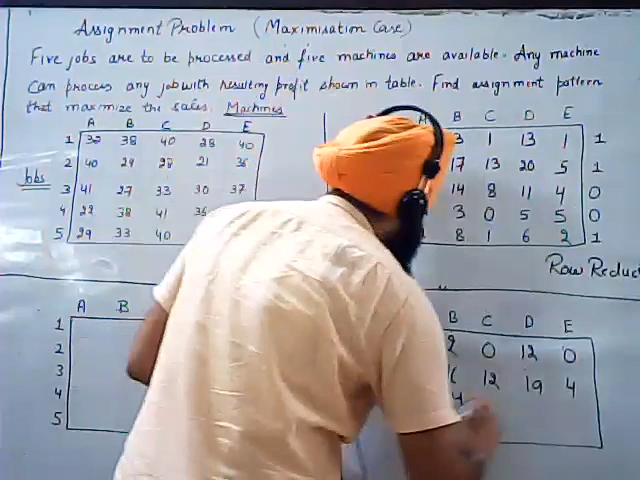 Assignment Problem (Maximisation Case)
Five jobs are to be processed and five machines are available. Any machine
can process any job with resulting profit shown in table. Find assignment pattern
that maximize the sales. Machines
A B C D E
1 32 38 40 28 40
2 40 24 28 21 36
Jobs
3 41 27 33 30 37
4 22 38 41 36
5 29 33 40
A B C D E
3 1 13 1 1
17 13 20 5 1
14 8 11 4 0
3 0 5 5 0
8 1 6 2 1
Row Reduc
A B
1
2
3
4
5
B C D E
2 0 12 0
12 19 4